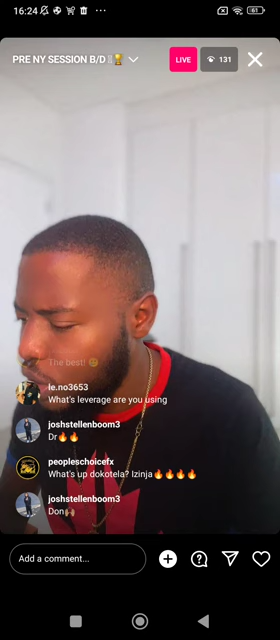 16:24
61
PRE NY SESSION B/D
LIVE
131
The best! 😊
le.no3653
What's leverage are you using
joshstellenboom3
Dr🔥🔥
peopleschoicefx
What's up dokotela? Izinja🔥🔥🔥🔥
joshstellenboom3
Don🙌🏽
Add a comment...